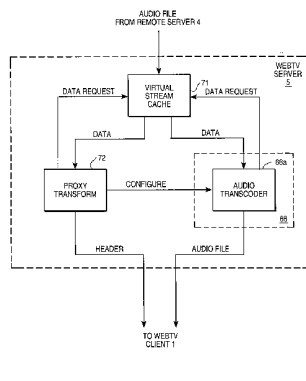 AUDIO FILE
FROM REMOTE SERVER 4
WEBTV
SERVER
5
VIRTUAL
STREAM
CACHE
71
DATA REQUEST
DATA REQUEST
DATA
DATA
72
66a
PROXY
TRANSFORM
CONFIGURE
AUDIO
TRANSCODER
66
HEADER
AUDIO FILE
TO WEBTV
CLIENT 1